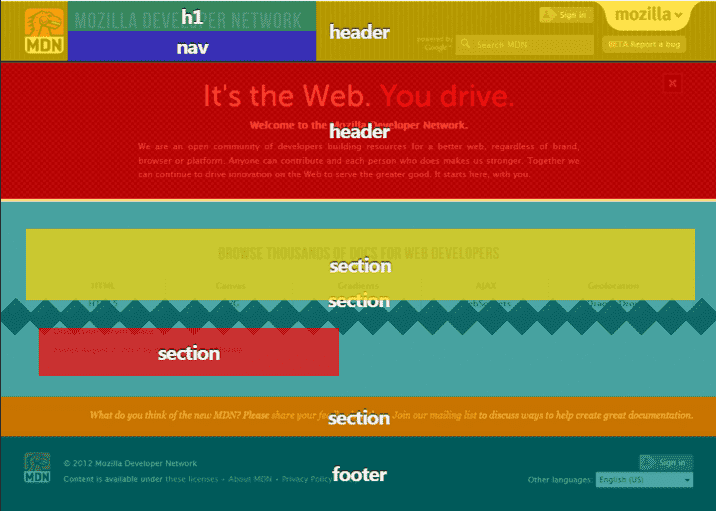 h1
MOZILLA DEVELOPER NETWORK
Sign in
mozilla
MDN
nav
header
powered by
Google™
Search MDN
BETA Report a bug
It's the Web. You drive.
Welcome to the Mozilla Developer Network.
header
We are an open community of developers building resources for a better web, regardless of brand,
browser or platform. Anyone can contribute and each person who does makes us stronger. Together we
can continue to drive innovation on the Web to serve the greater good. It starts here, with you.
BROWSE THOUSANDS OF DOCS FOR WEB DEVELOPERS
section
HTML Canvas AJAX Geolocation
section
section
What do you think of the new MDN? Please share your Join our mailing list to discuss ways to help create great documentation.
section
MDN
© 2012 Mozilla Developer Network
Sign in
Content is available under these licenses • About MDN • Privacy Policy
footer
Other languages: English (US)